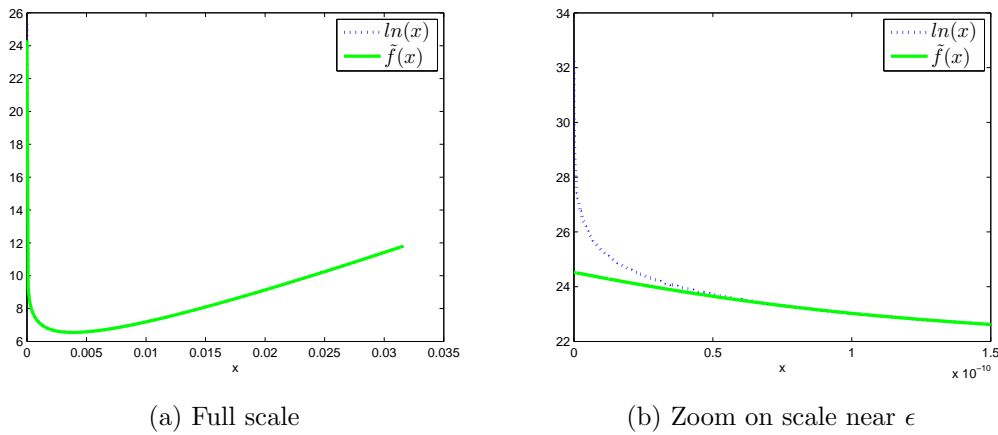 26
24
22
20
18
16
14
12
10
8
6
0 0.005 0.01 0.015 0.02 0.025 0.03 0.035
x
ln(x)
f̃(x)
(a) Full scale
34
32
30
28
26
24
22
0 0.5 1 1.5
x
x 10⁻¹⁰
ln(x)
f̃(x)
(b) Zoom on scale near ϵ